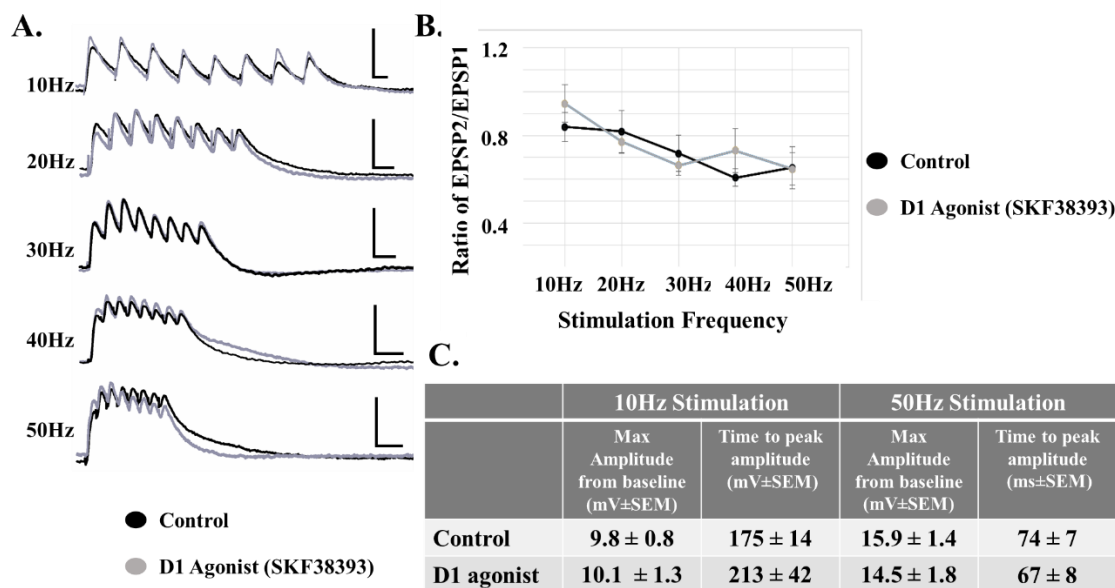 A.
10Hz
20Hz
30Hz
40Hz
50Hz
Control
D1 Agonist (SKF38393)
B.
Ratio of EPSP2/EPSP1
1.2
0.8
0.4
10Hz 20Hz 30Hz 40Hz 50Hz
Stimulation Frequency
Control
D1 Agonist (SKF38393)
C.
10Hz Stimulation 50Hz Stimulation
Max Time to peak Max Time to peak
Amplitude amplitude Amplitude amplitude
from baseline (mV±SEM) from baseline (ms±SEM)
(mV±SEM) (mV±SEM)
Control 9.8 ± 0.8 175 ± 14 15.9 ± 1.4 74 ± 7
D1 agonist 10.1 ± 1.3 213 ± 42 14.5 ± 1.8 67 ± 8